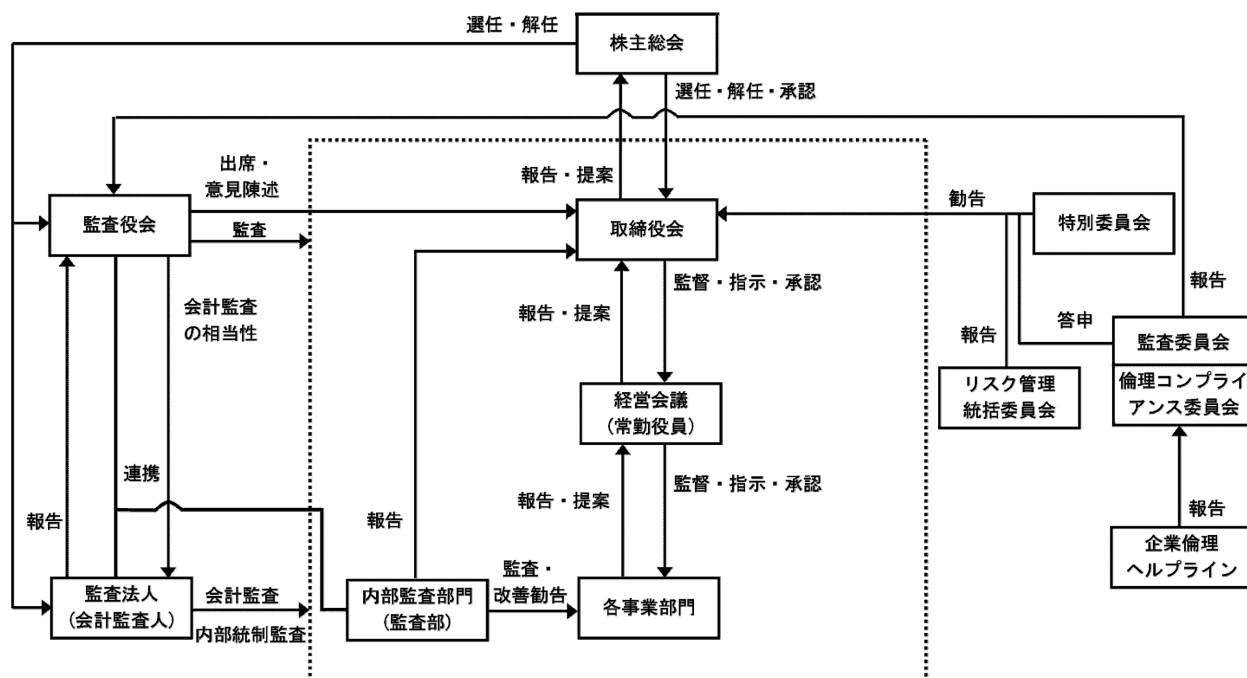 選任・解任
株主総会
選任・解任・承認
出席・
意見陳述
報告・提案
監査役会
監査
取締役会
勧告
特別委員会
監督・指示・承認
会計監査
の相当性
報告・提案
報告
答申
報告
監査委員会
リスク管理
統括委員会
倫理コンプライ
アンス委員会
経営会議
(常勤役員)
連携
監督・指示・承認
報告・提案
報告
報告
報告
企業倫理
ヘルプライン
監査法人
(会計監査人)
会計監査
内部統制監査
内部監査部門
(監査部)
監査・
改善勧告
各事業部門